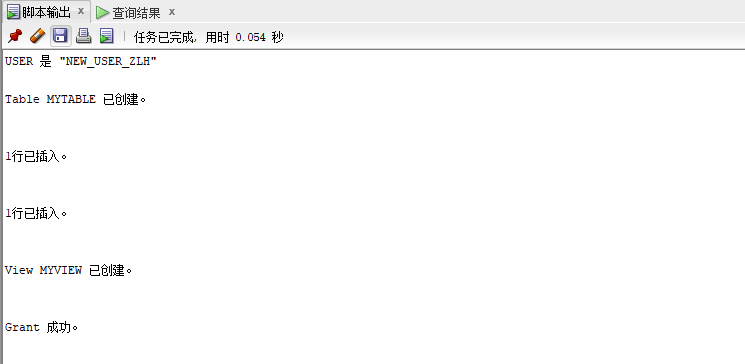 脚本输出 × 查询结果 ×
任务已完成, 用时 0.054 秒
USER 是 "NEW_USER_ZLH"
Table MYTABLE 已创建。
1行已插入。
1行已插入。
View MYVIEW 已创建。
Grant 成功。